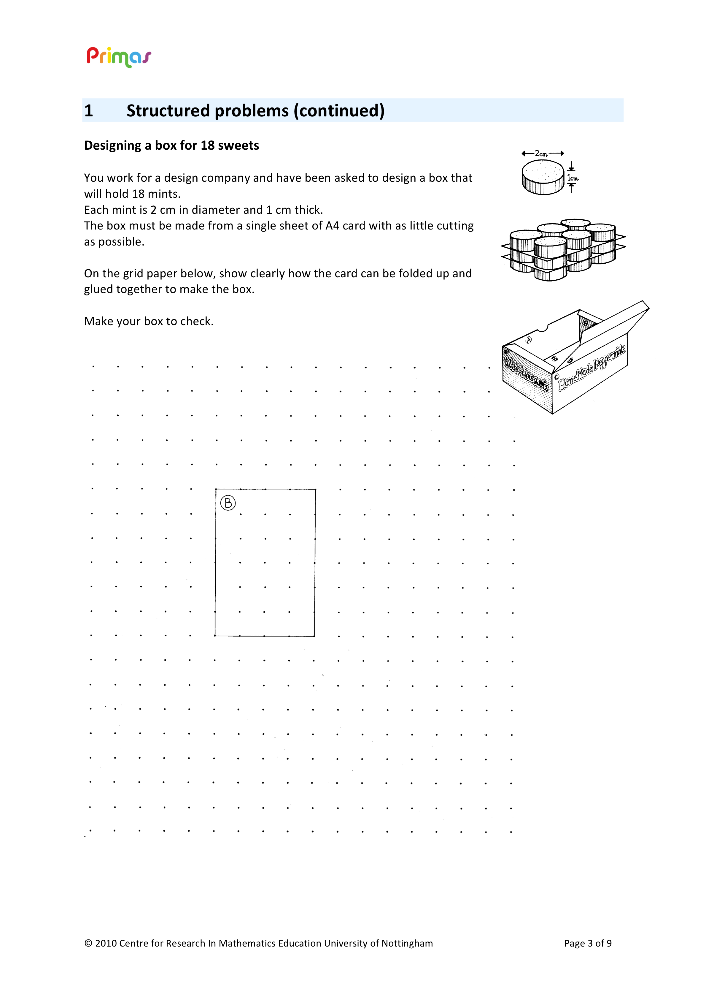 Primas
1 Structured problems (continued)
Designing a box for 18 sweets
You work for a design company and have been asked to design a box that
will hold 18 mints.
Each mint is 2 cm in diameter and 1 cm thick.
The box must be made from a single sheet of A4 card with as little cutting
as possible.
On the grid paper below, show clearly how the card can be folded up and
glued together to make the box.
Make your box to check.
2cm.
1cm.
E
A
B
D
C
Home-Made Peppermints
B
© 2010 Centre for Research In Mathematics Education University of Nottingham Page 3 of 9